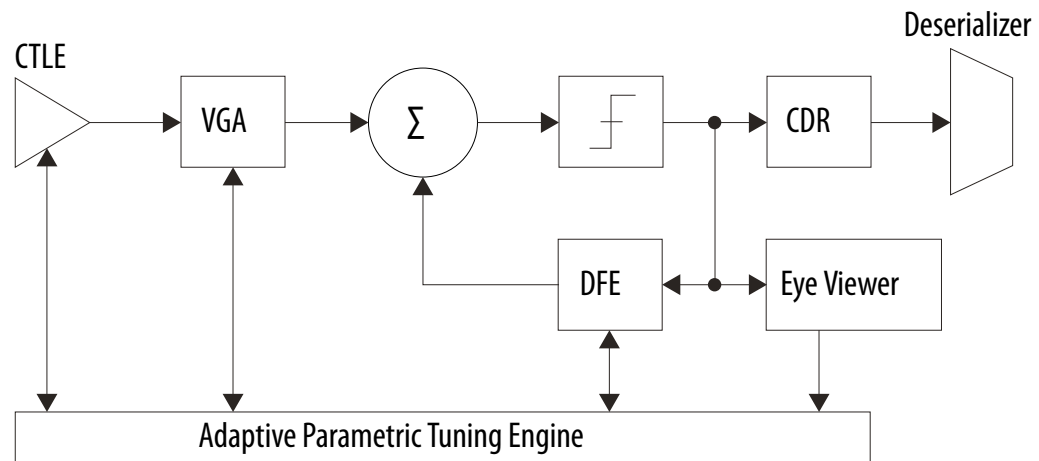 Deserializer
CTLE
VGA
Σ
CDR
DFE
Eye Viewer
Adaptive Parametric Tuning Engine